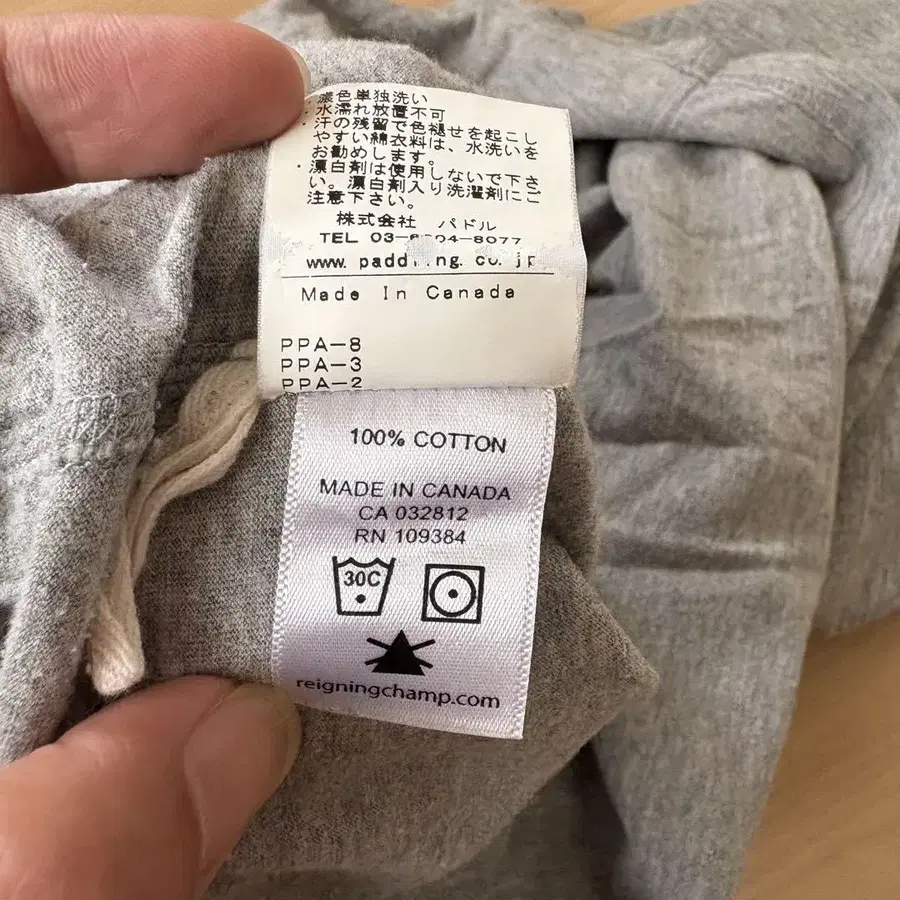 ・濃色単独洗い
・水濡れ放置不可
・汗の残留で色褪せを起こし
やすい綿衣料は、水洗いを
お勧めします。
・漂白剤は使用しないで下さ
い。漂白剤入り洗濯剤にご
注意下さい。
株式会社 パドル
TEL 03- -8077
www.
Made In Canada
PPA-8
PPA-3
PPA-2
100% COTTON
MADE IN CANADA
CA 032812
RN 109384
30C
reigningchamp.com